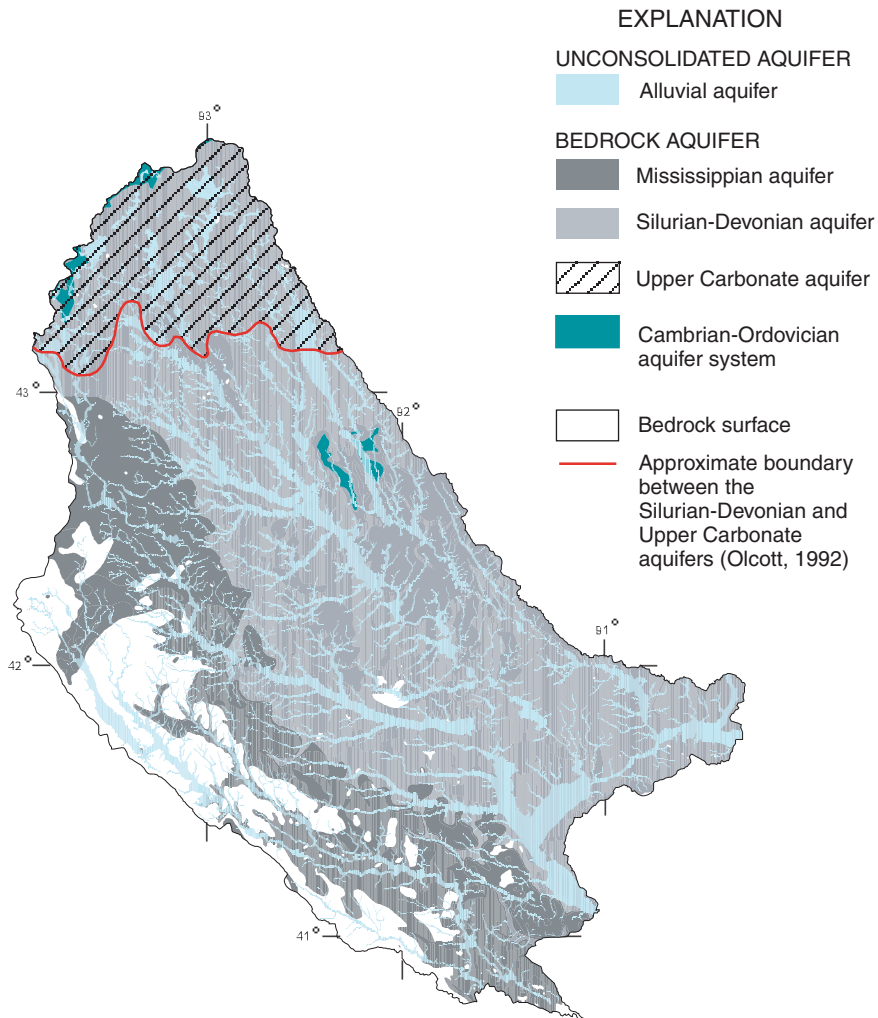 EXPLANATION
UNCONSOLIDATED AQUIFER
Alluvial aquifer
BEDROCK AQUIFER
Mississippian aquifer
Silurian-Devonian aquifer
Upper Carbonate aquifer
Cambrian-Ordovician
aquifer system
Bedrock surface
Approximate boundary
between the
Silurian-Devonian and
Upper Carbonate
aquifers (Olcott, 1992)
93°
43°
92°
91°
42°
41°